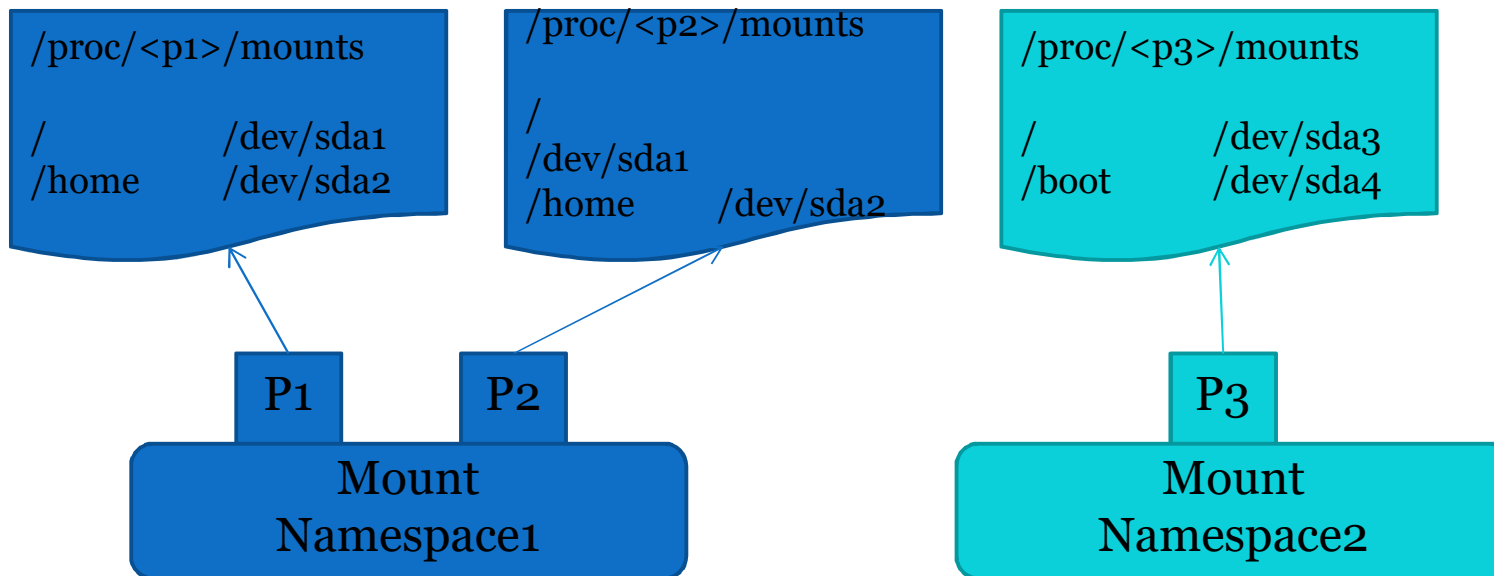 /proc/<p1>/mounts
/ /dev/sda1
/home /dev/sda2
/proc/<p2>/mounts
/
/dev/sda1
/home /dev/sda2
/proc/<p3>/mounts
/ /dev/sda3
/boot /dev/sda4
P1
P2
P3
Mount
Namespace1
Mount
Namespace2